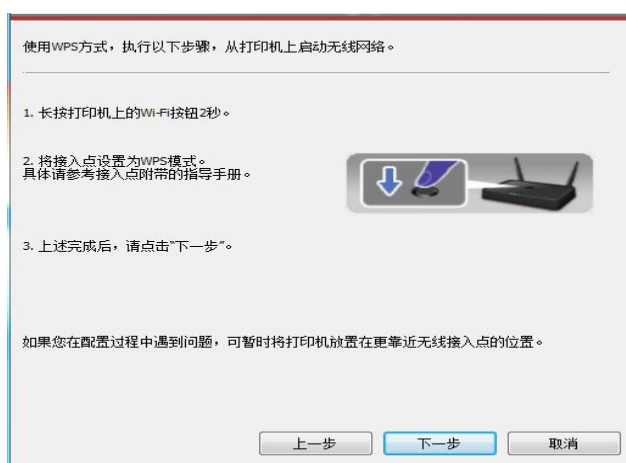 使用WPS方式，执行以下步骤，从打印机上启动无线网络。
1. 长按打印机上的Wi-Fi按钮2秒。
2. 将接入点设置为WPS模式。
具体请参考接入点附带的指导手册。
3. 上述完成后，请点击“下一步”。
如果您在配置过程中遇到问题，可暂时将打印机放置在更靠近无线接入点的位置。
上一步 下一步 取消